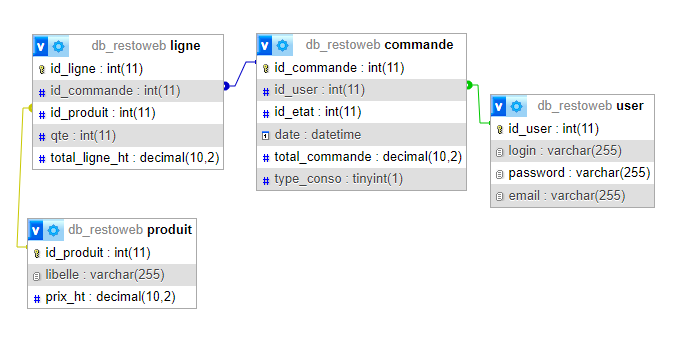 v db_restoweb ligne
id_ligne : int(11)
id_commande : int(11)
id_produit : int(11)
qte : int(11)
total_ligne_ht : decimal(10,2)
v db_restoweb commande
id_commande : int(11)
id_user : int(11)
id_etat : int(11)
date : datetime
total_commande : decimal(10,2)
type_conso : tinyint(1)
v db_restoweb user
id_user : int(11)
login : varchar(255)
password : varchar(255)
email : varchar(255)
v db_restoweb produit
id_produit : int(11)
libelle : varchar(255)
prix_ht : decimal(10,2)